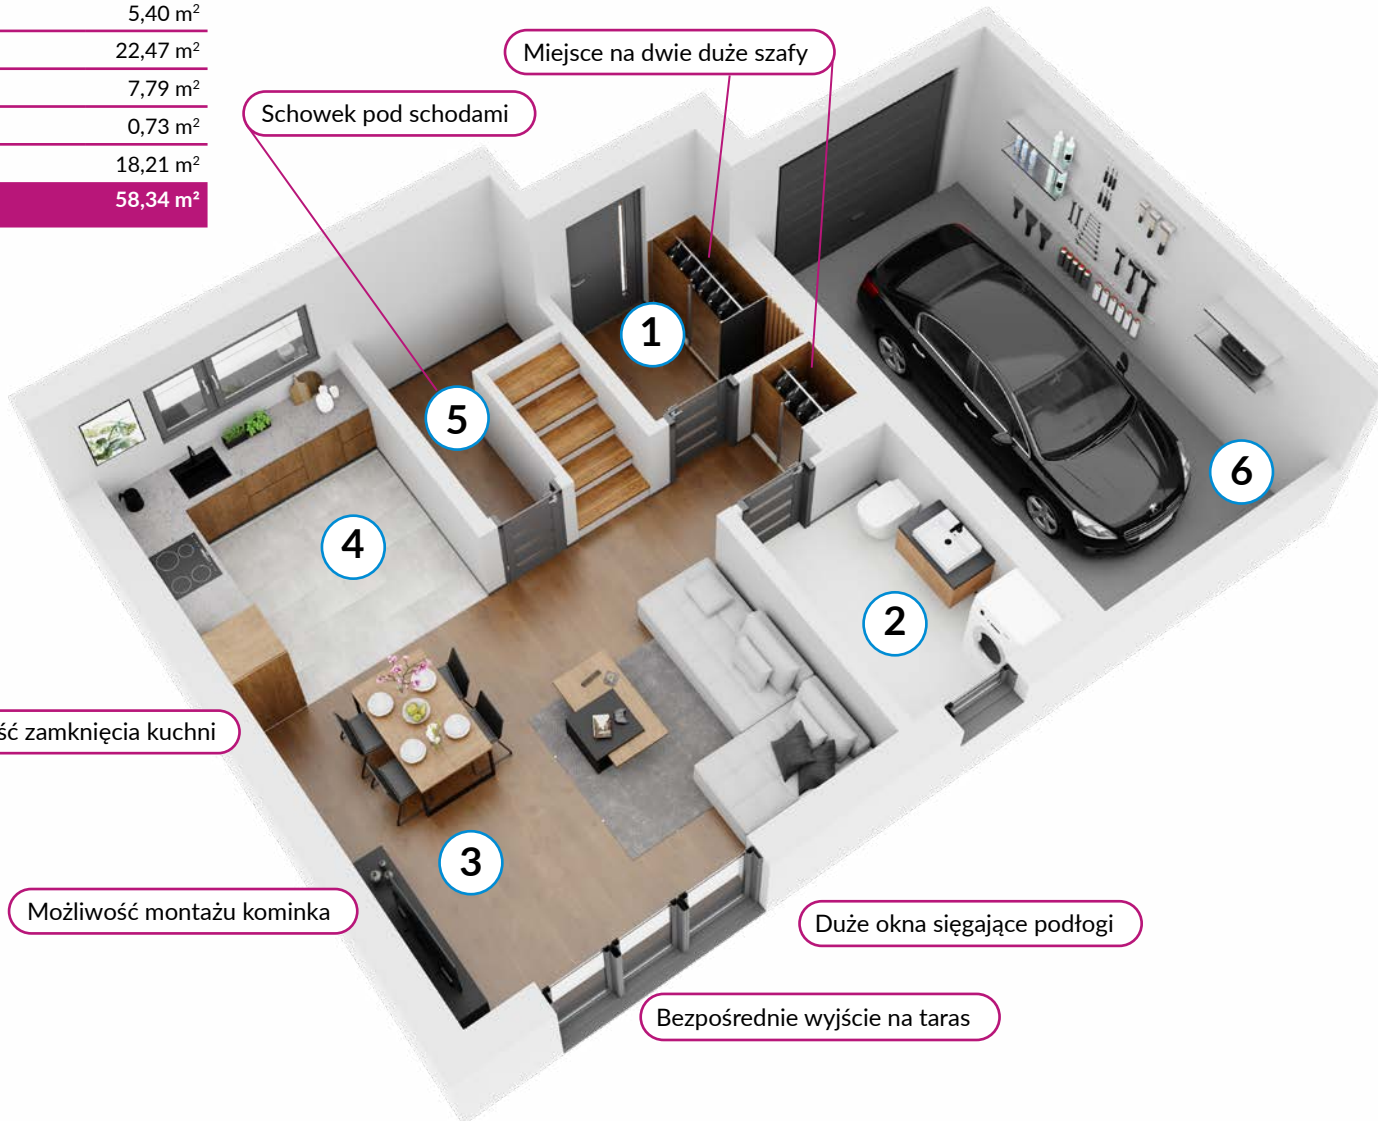 5,40 m²
22,47 m²
7,79 m²
0,73 m²
18,21 m²
58,34 m²
Miejsce na dwie duże szafy
Schowek pod schodami
1
5
6
4
2
zamknięcia kuchni
3
Możliwość montażu kominka
Duże okna sięgające podłogi
Bezpośrednie wyjście na taras